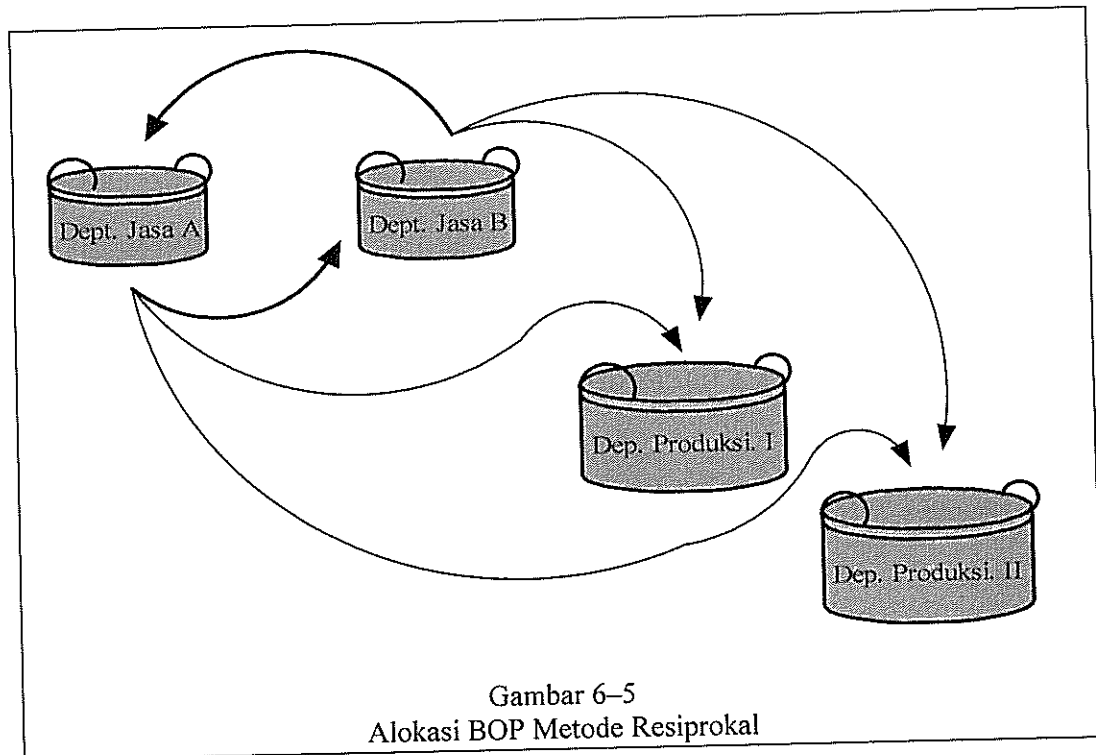 Dept. Jasa A
Dept. Jasa B
Dep. Produksi. I
Dep. Produksi. II
Gambar 6–5
Alokasi BOP Metode Resiprokal